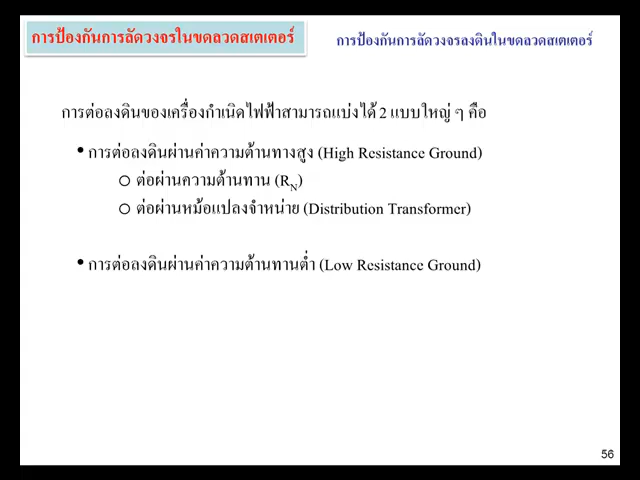 การป้องกันการลัดวงจรในขดลวดสเตเตอร์
การป้องกันการลัดวงจรลงดินในขดลวดสเตเตอร์
การต่อลงดินของเครื่องกำเนิดไฟฟ้าสามารถแบ่งได้ 2 แบบใหญ่ ๆ คือ
• การต่อลงดินผ่านค่าความต้านทางสูง (High Resistance Ground)
o ต่อผ่านความต้านทาน (RN)
o ต่อผ่านหม้อแปลงจำหน่าย (Distribution Transformer)
• การต่อลงดินผ่านค่าความต้านทานต่ำ (Low Resistance Ground)
56